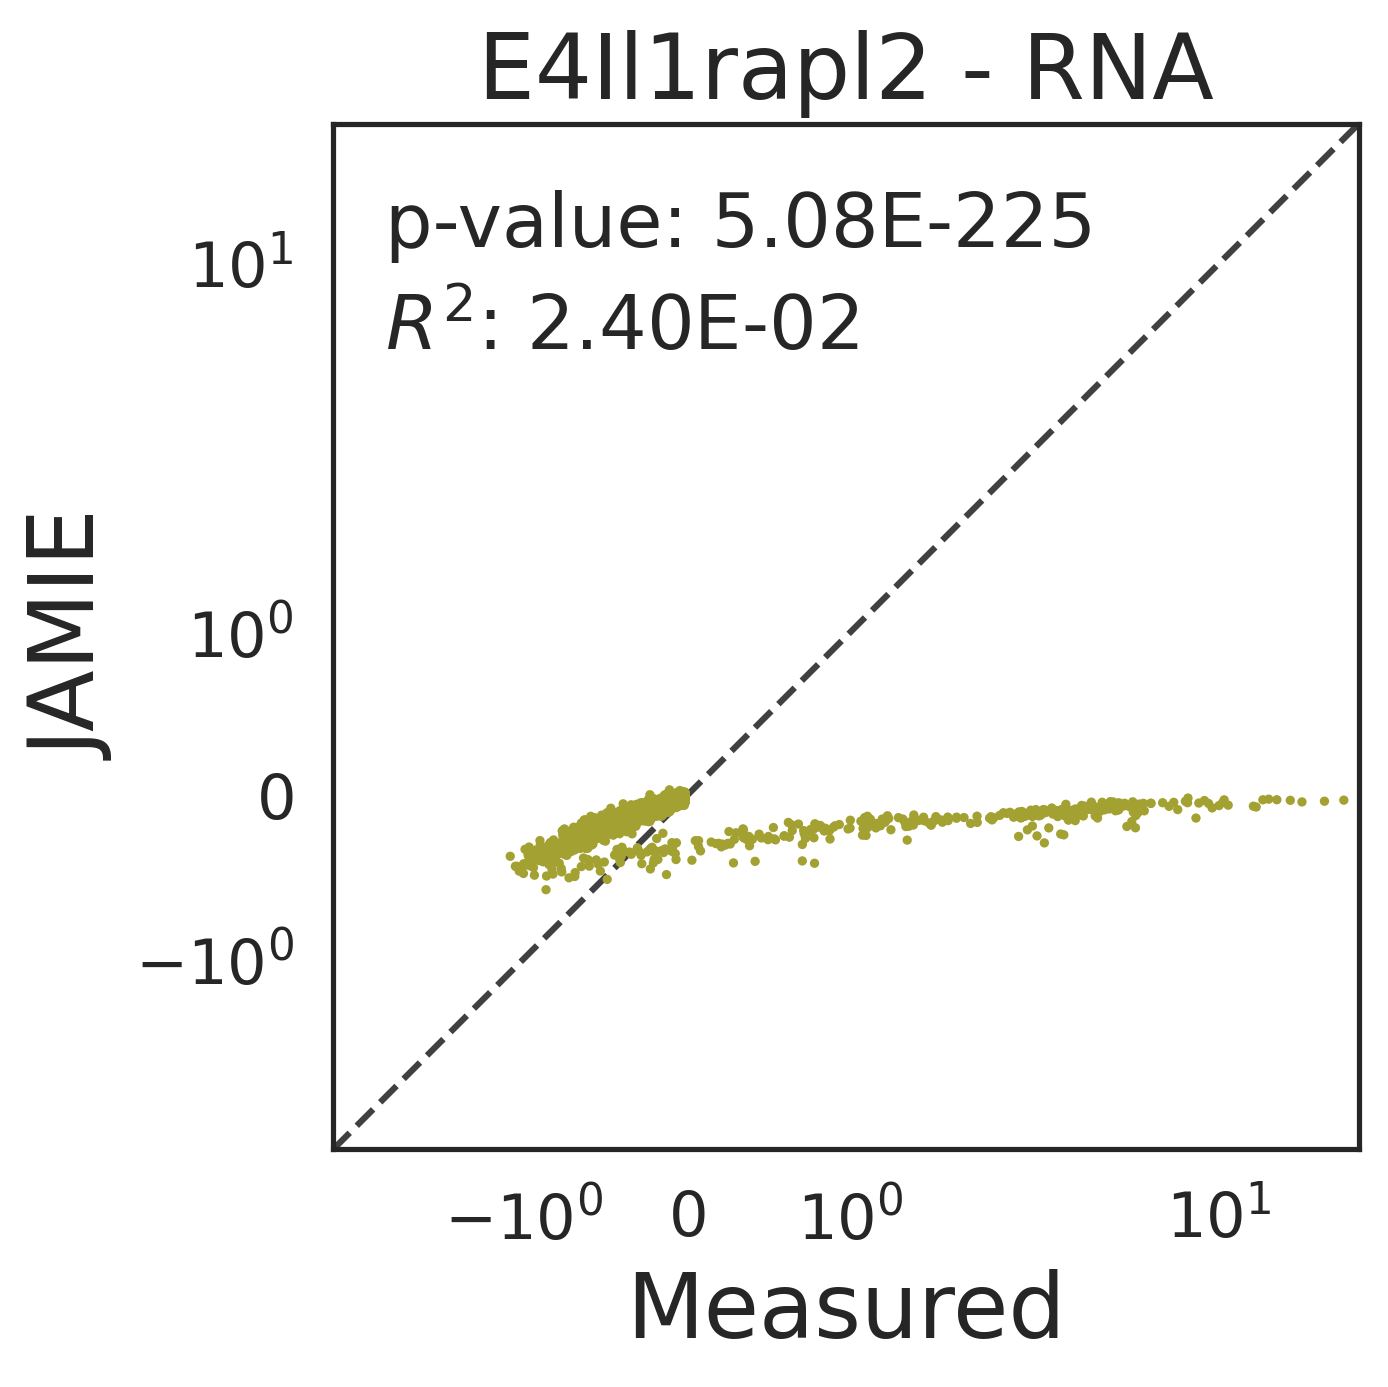 E4Il1rapl2 - RNA
p-value: 5.08E-225
R²: 2.40E-02
10¹
10⁰
0
−10⁰
JAMIE
−10⁰ 0 10⁰ 10¹
Measured